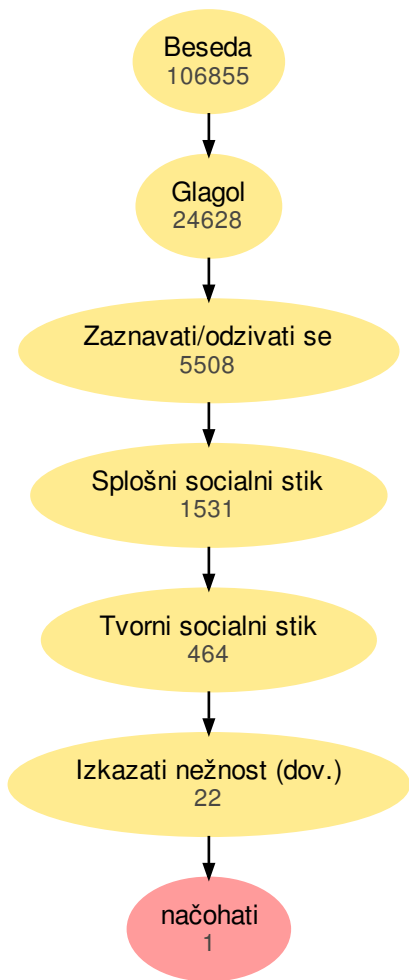 Beseda
106855
Glagol
24628
Zaznavati/odzivati se
5508
Splošni socialni stik
1531
Tvorni socialni stik
464
Izkazati nežnost (dov.)
22
načohati
1